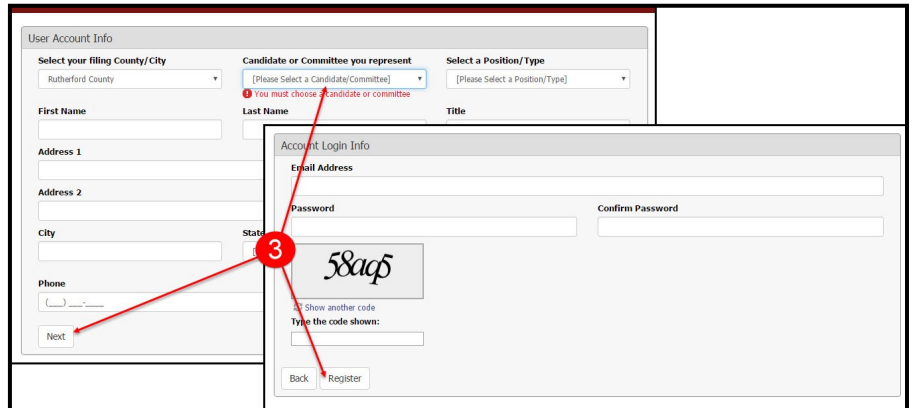 User Account Info
Select your filing County/City Candidate or Committee you represent Select a Position/Type
Rutherford County [Please Select a Candidate/Committee] [Please Select a Position/Type]
You must choose a candidate or committee
First Name Last Name Title
Address 1
Address 2
City State
Phone
(___) ___-____
Next
3
Account Login Info
Email Address
Password Confirm Password
58aq5
Show another code
Type the code shown:
Back Register